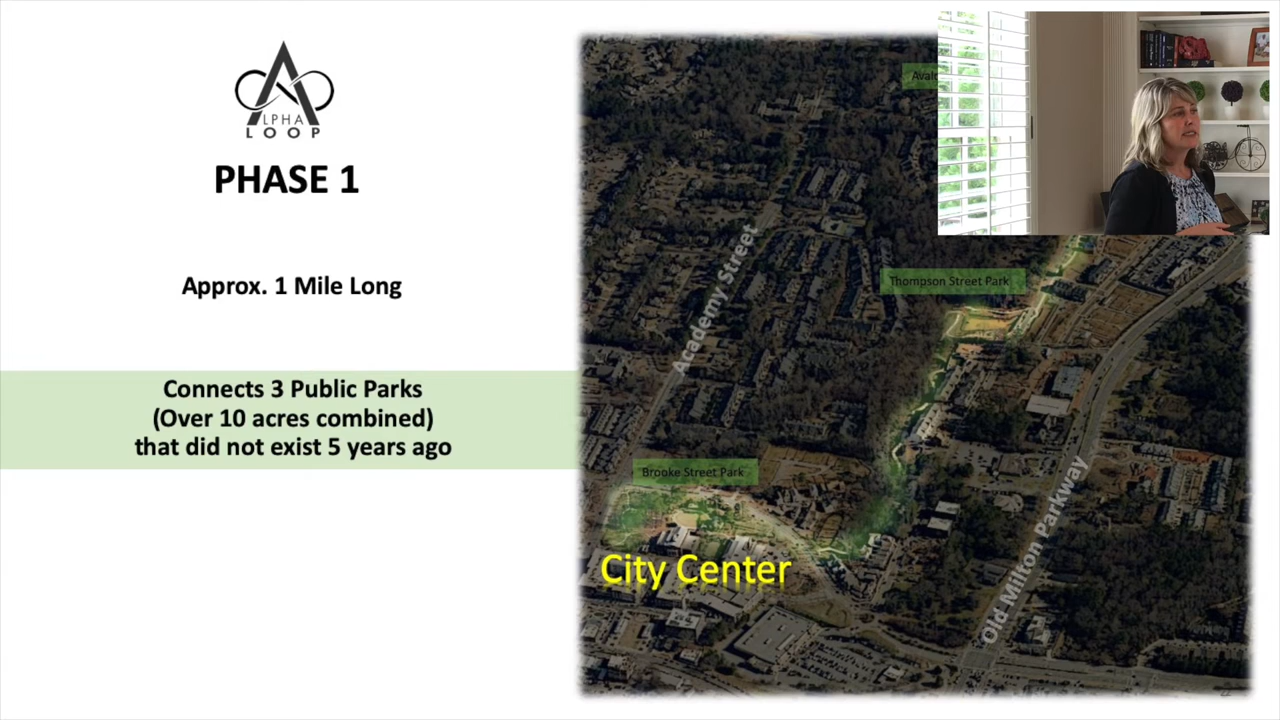 ALPHA
LOOP
PHASE 1
Approx. 1 Mile Long
Connects 3 Public Parks
(Over 10 acres combined)
that did not exist 5 years ago
Academy Street
Thompson Street Park
Brooke Street Park
City Center
Old Milton Parkway